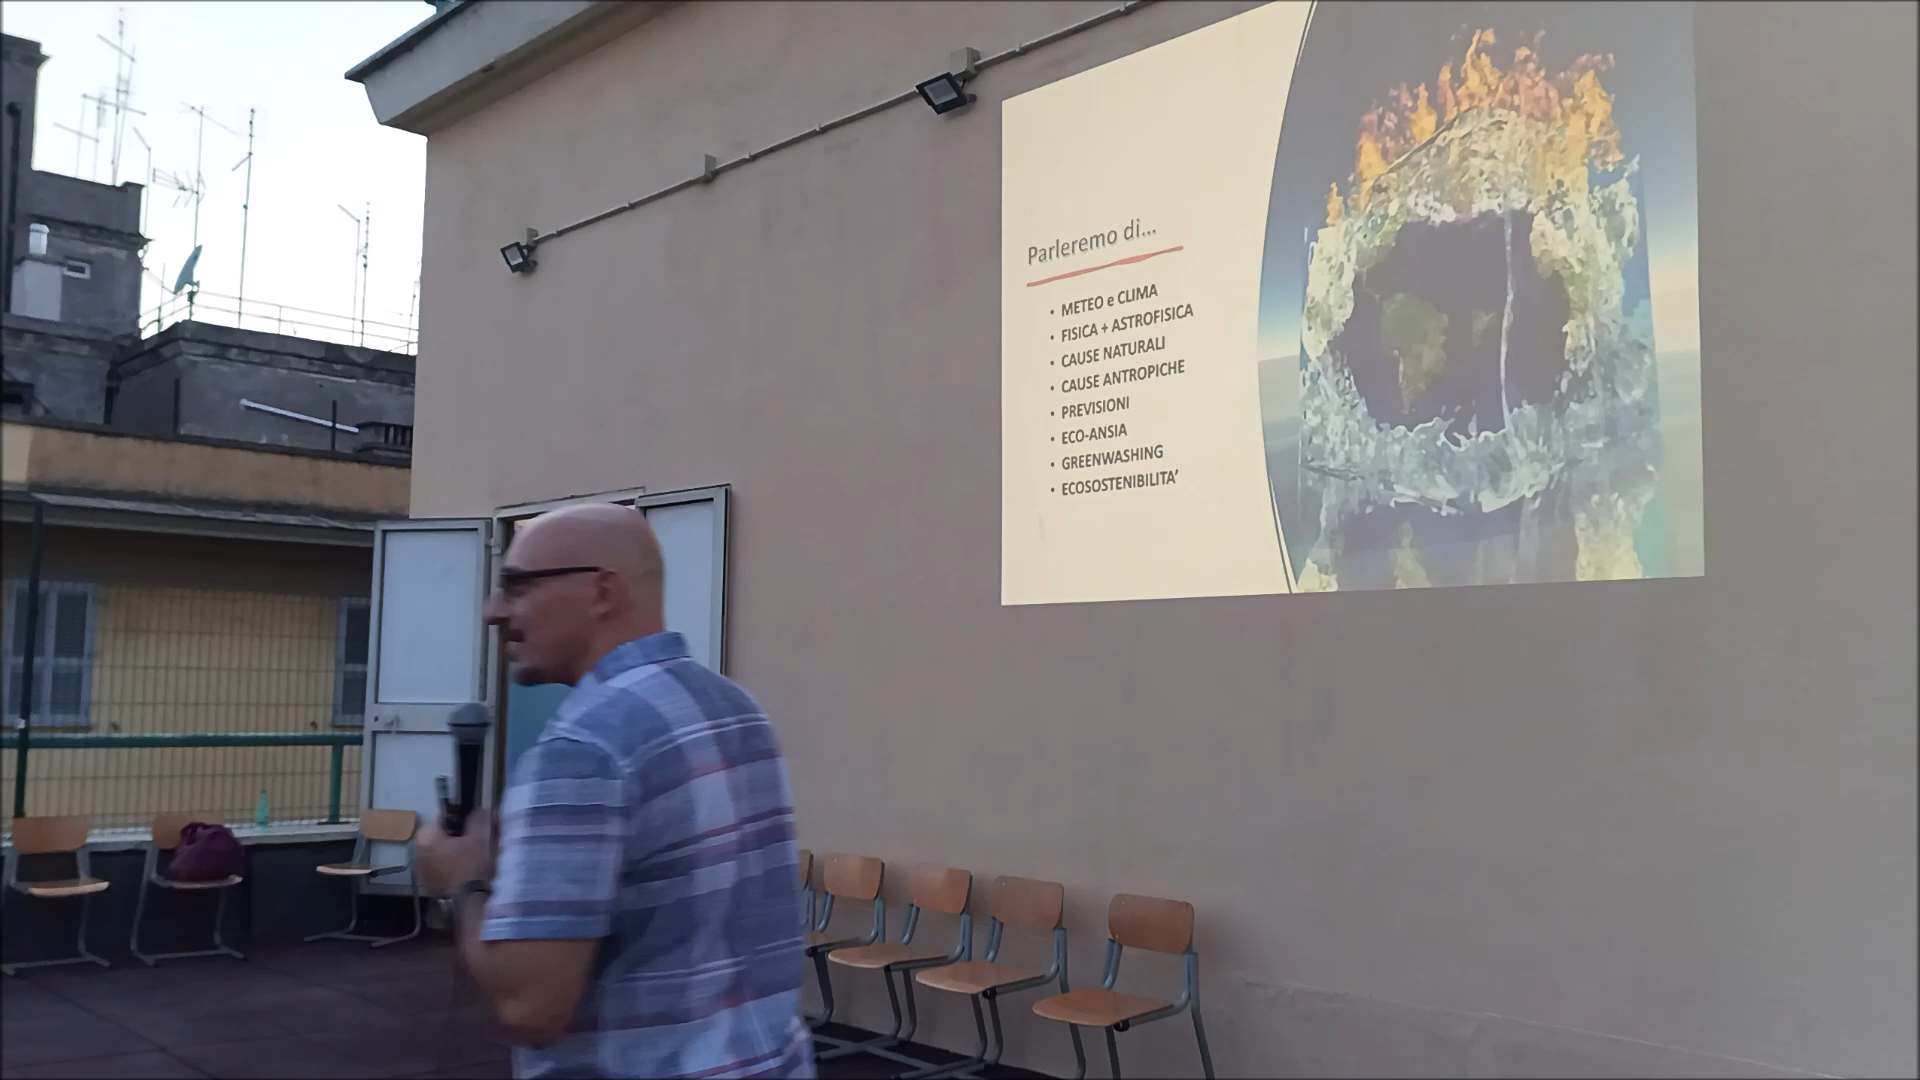 Parleremo di...
• METEO e CLIMA
• FISICA + ASTROFISICA
• CAUSE NATURALI
• CAUSE ANTROPICHE
• PREVISIONI
• ECO-ANSIA
• GREENWASHING
• ECOSOSTENIBILITA'